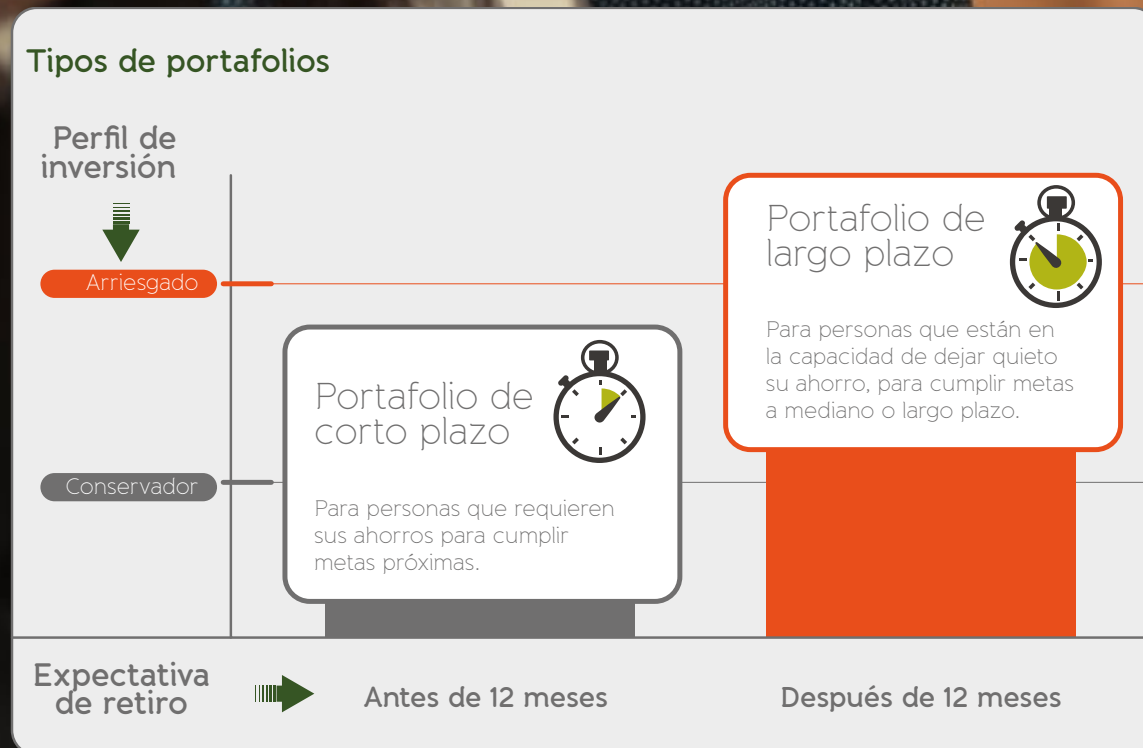 Tipos de portafolios
Perfil de
inversión
Arriesgado
Conservador
Portafolio de
corto plazo
Para personas que requieren
sus ahorros para cumplir
metas próximas.
Portafolio de
largo plazo
Para personas que están en
la capacidad de dejar quieto
su ahorro, para cumplir metas
a mediano o largo plazo.
Expectativa
de retiro
Antes de 12 meses
Después de 12 meses